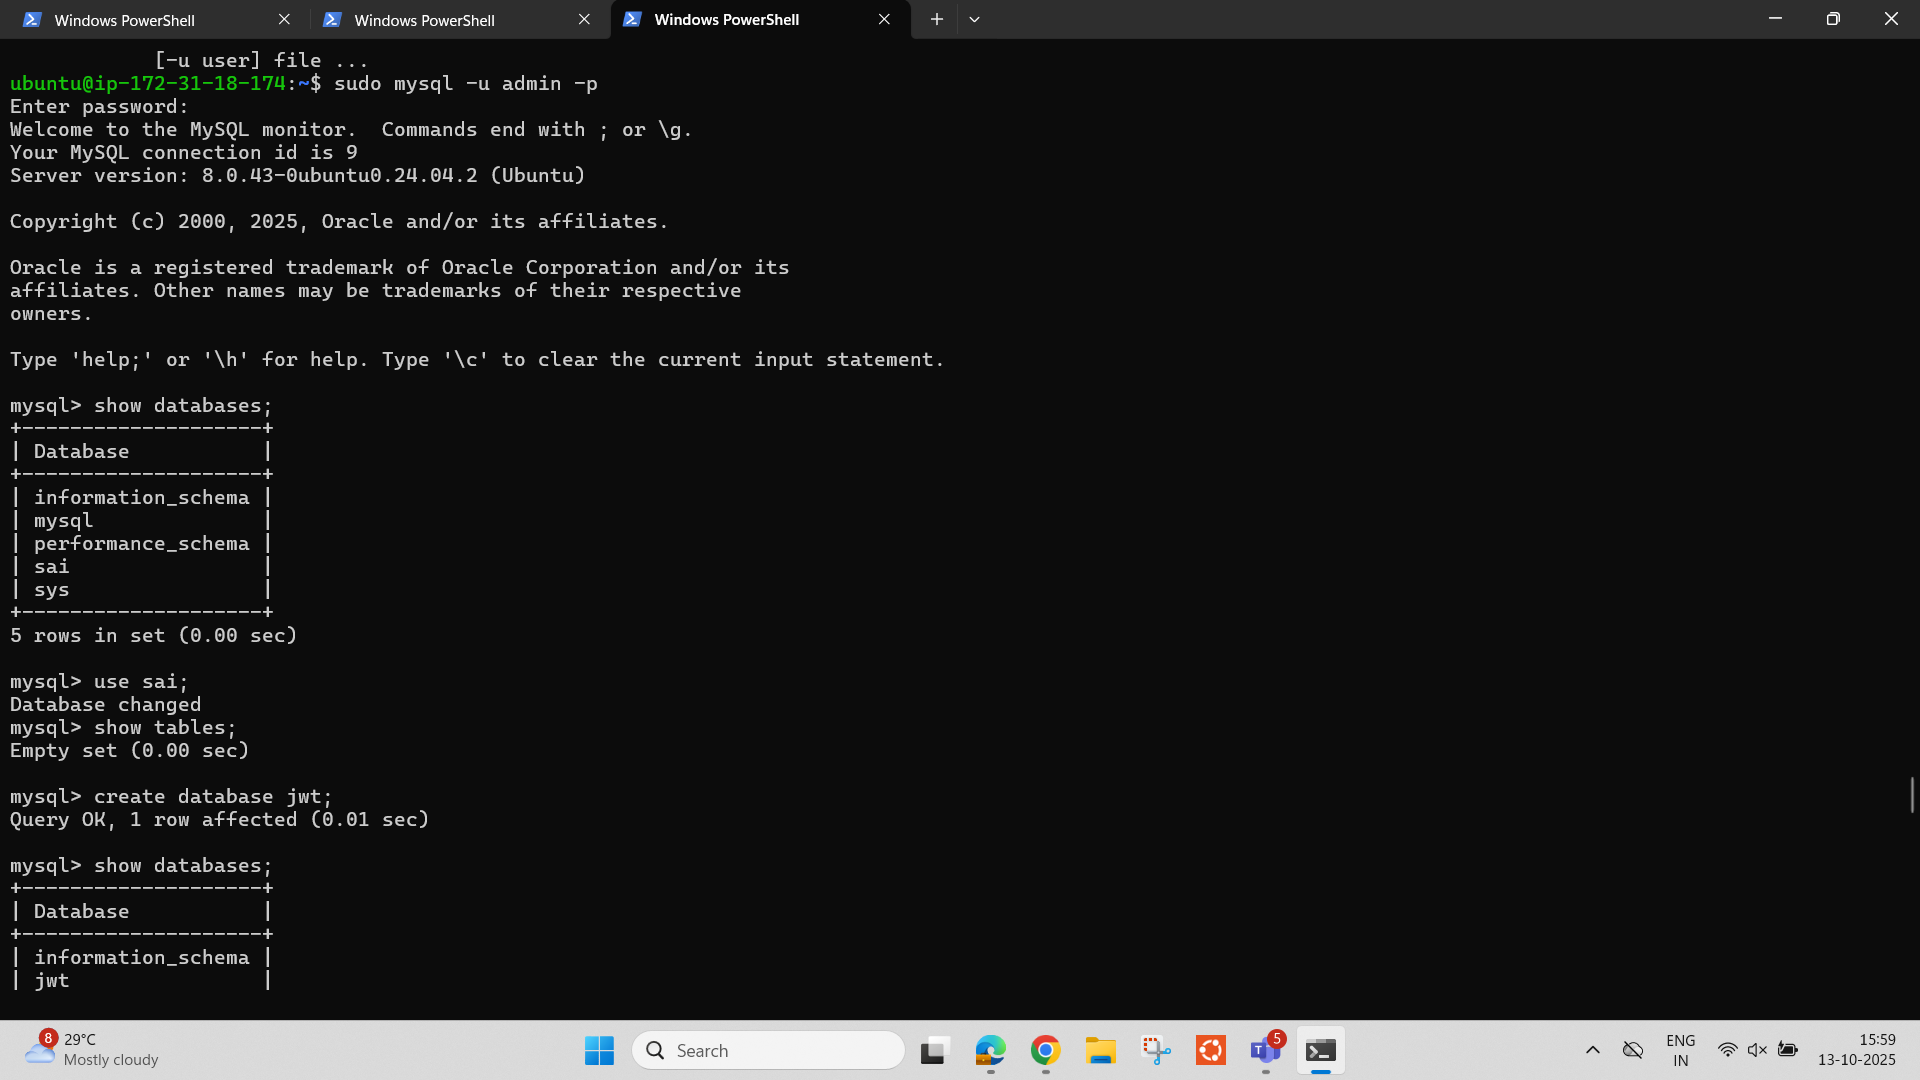 Windows PowerShell
Windows PowerShell
Windows PowerShell
[-u user] file ...
ubuntu@ip-172-31-18-174:~$ sudo mysql -u admin -p
Enter password:
Welcome to the MySQL monitor.  Commands end with ; or \g.
Your MySQL connection id is 9
Server version: 8.0.43-0ubuntu0.24.04.2 (Ubuntu)
Copyright (c) 2000, 2025, Oracle and/or its affiliates.
Oracle is a registered trademark of Oracle Corporation and/or its
affiliates. Other names may be trademarks of their respective
owners.
Type 'help;' or '\h' for help. Type '\c' to clear the current input statement.
mysql> show databases;
+--------------------+
| Database           |
+--------------------+
| information_schema |
| mysql              |
| performance_schema |
| sai                |
| sys                |
+--------------------+
5 rows in set (0.00 sec)
mysql> use sai;
Database changed
mysql> show tables;
Empty set (0.00 sec)
mysql> create database jwt;
Query OK, 1 row affected (0.01 sec)
mysql> show databases;
+--------------------+
| Database           |
+--------------------+
| information_schema |
| jwt                |
8
29°C
Mostly cloudy
Search
T
5
ENG
IN
15:59
13-10-2025